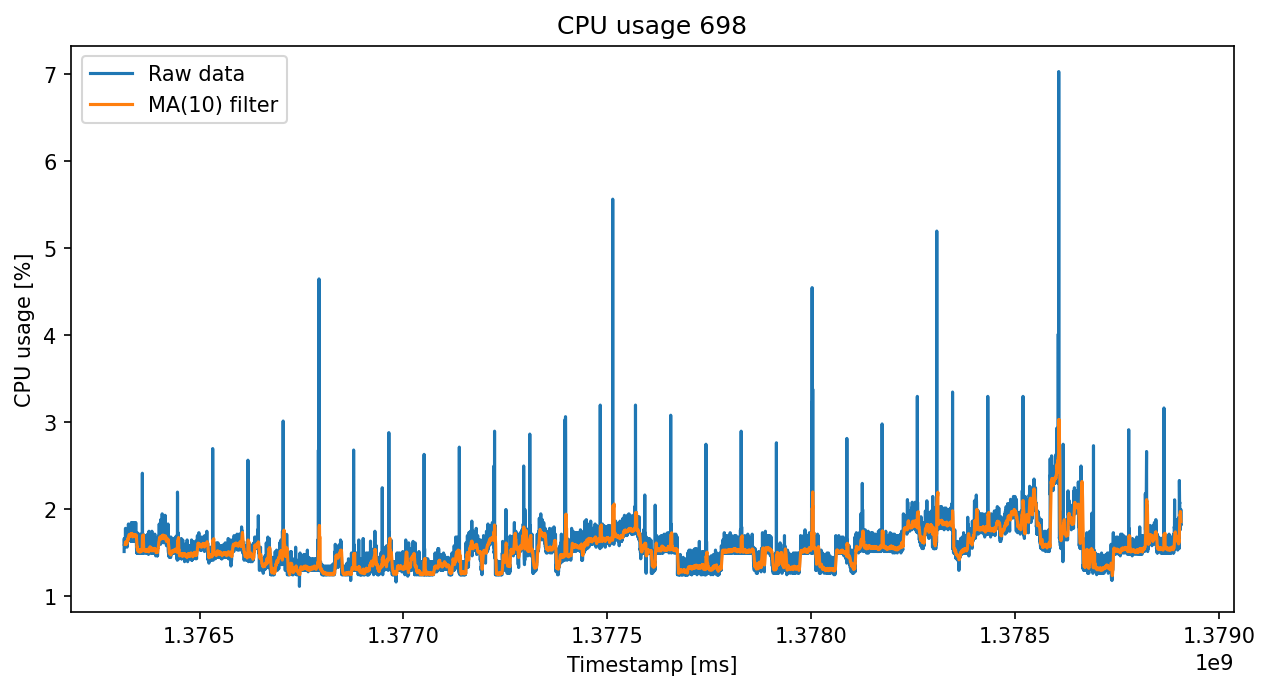 CPU usage 698
Raw data
MA(10) filter
7
6
5
4
3
2
1
CPU usage [%]
1.3765 1.3770 1.3775 1.3780 1.3785 1.3790
1e9
Timestamp [ms]